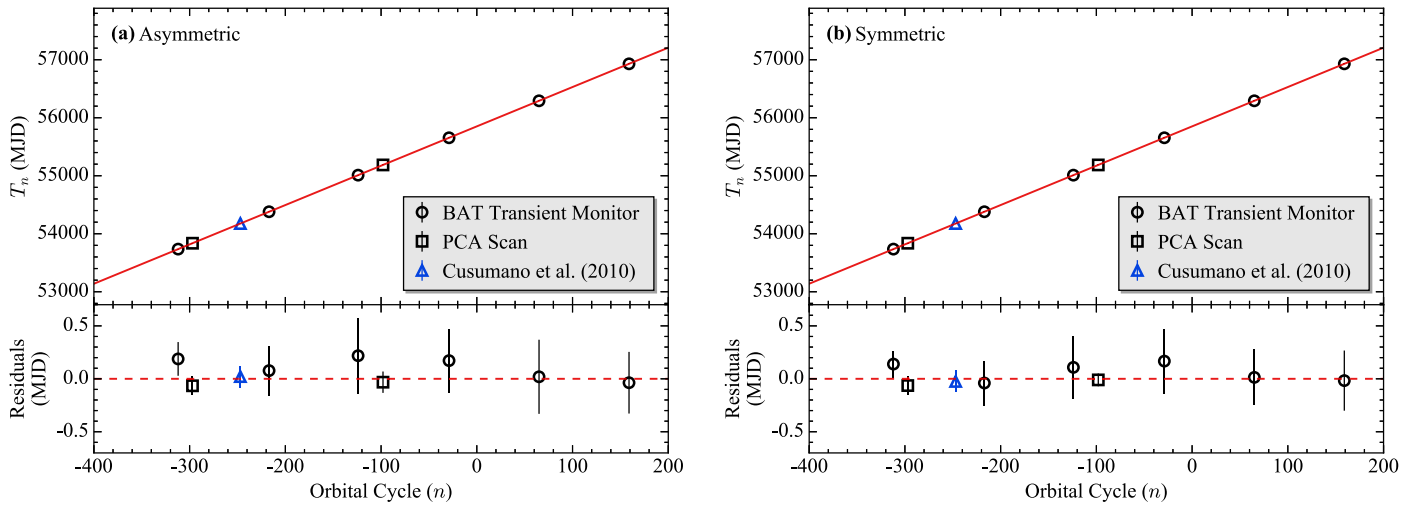 (a) Asymmetric
57000
56000
55000
54000
53000
T_n (MJD)
BAT Transient Monitor
PCA Scan
Cusumano et al. (2010)
0.5
0.0
-0.5
Residuals
(MJD)
-400 -300 -200 -100 0 100 200
Orbital Cycle (n)
(b) Symmetric
57000
56000
55000
54000
53000
T_n (MJD)
BAT Transient Monitor
PCA Scan
Cusumano et al. (2010)
0.5
0.0
-0.5
Residuals
(MJD)
-400 -300 -200 -100 0 100 200
Orbital Cycle (n)